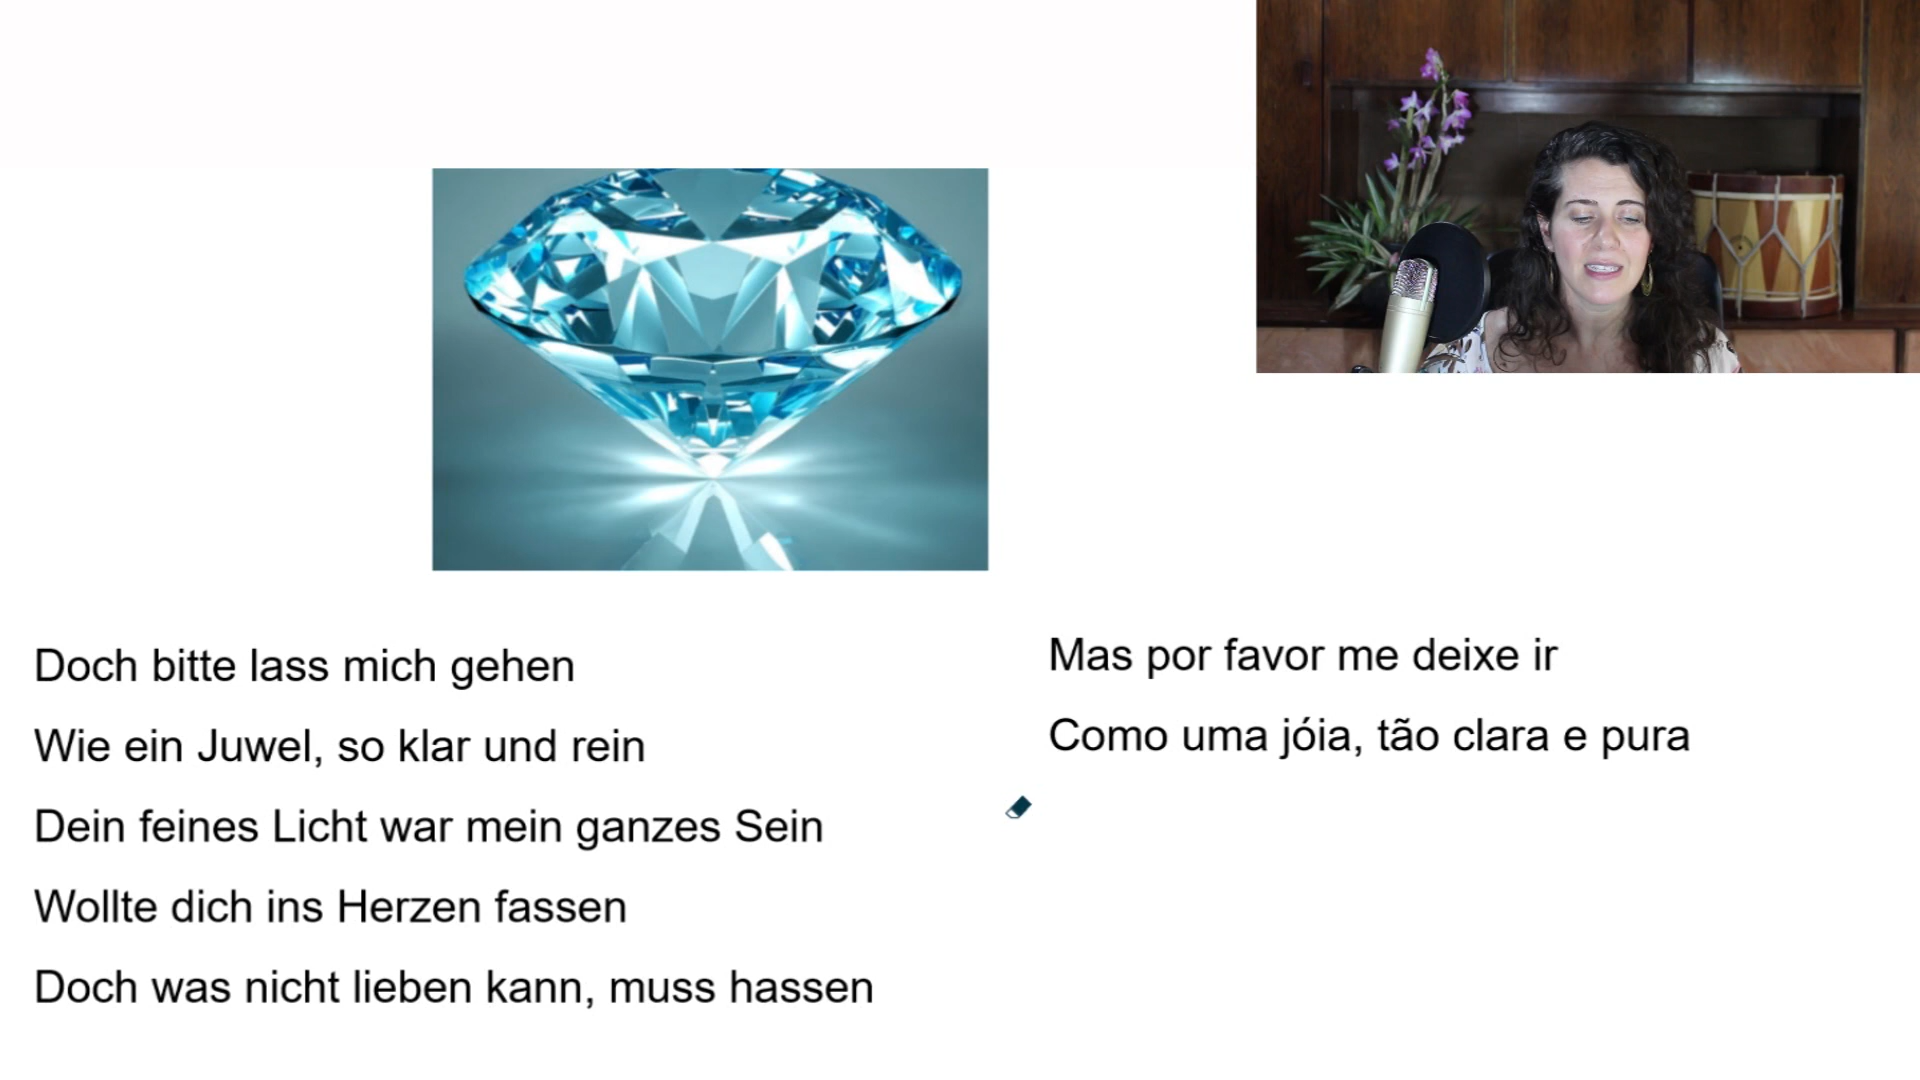 Doch bitte lass mich gehen
Wie ein Juwel, so klar und rein
Dein feines Licht war mein ganzes Sein
Wollte dich ins Herzen fassen
Doch was nicht lieben kann, muss hassen
Mas por favor me deixe ir
Como uma jóia, tão clara e pura